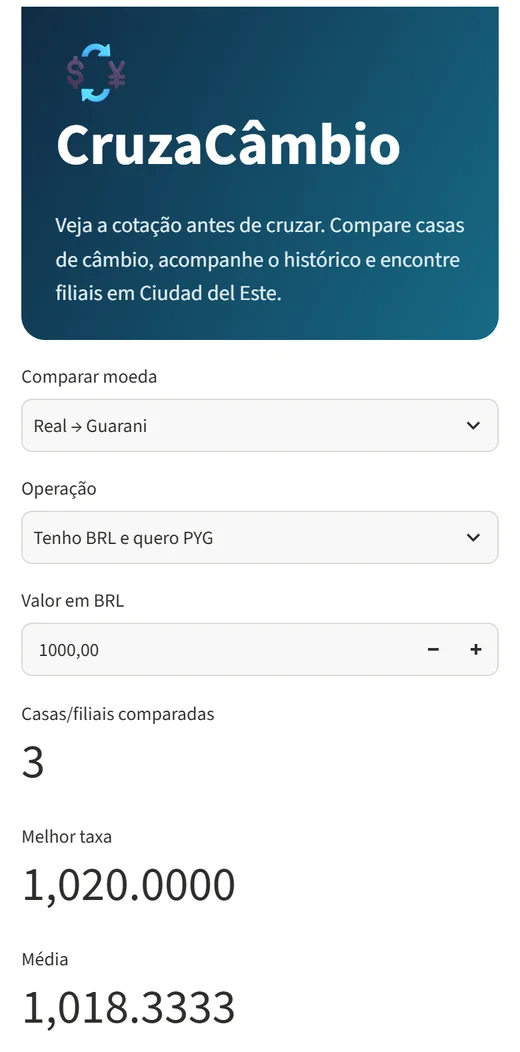 CruzaCâmbio
Veja a cotação antes de cruzar. Compare casas
de câmbio, acompanhe o histórico e encontre
filiais em Ciudad del Este.
Comparar moeda
Real → Guarani
Operação
Tenho BRL e quero PYG
Valor em BRL
1000,00
Casas/filiais comparadas
3
Melhor taxa
1,020.0000
Média
1,018.3333